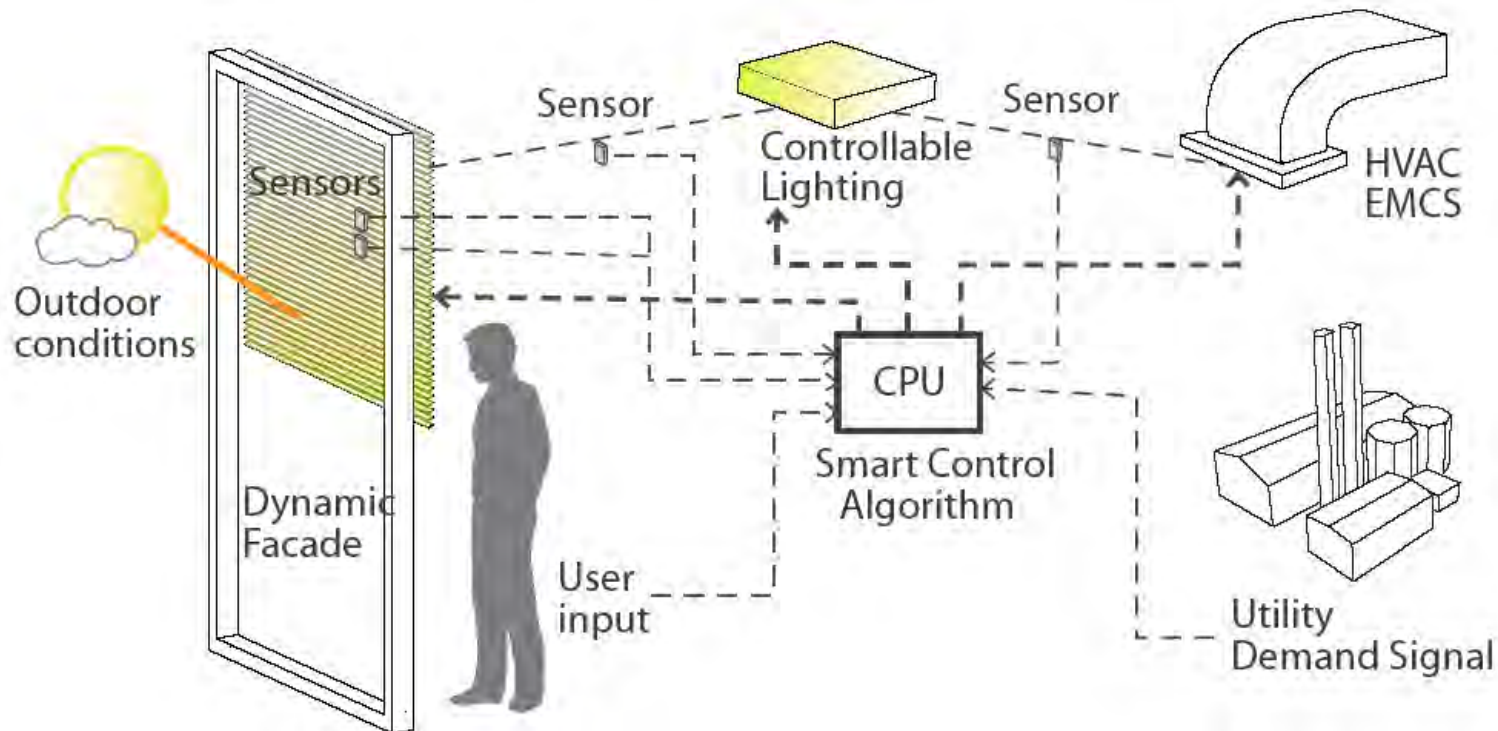 Sensor
Sensor
Controllable
Lighting
HVAC
EMCS
Sensors
Outdoor
conditions
CPU
Smart Control
Algorithm
Dynamic
Facade
User
input
Utility
Demand Signal